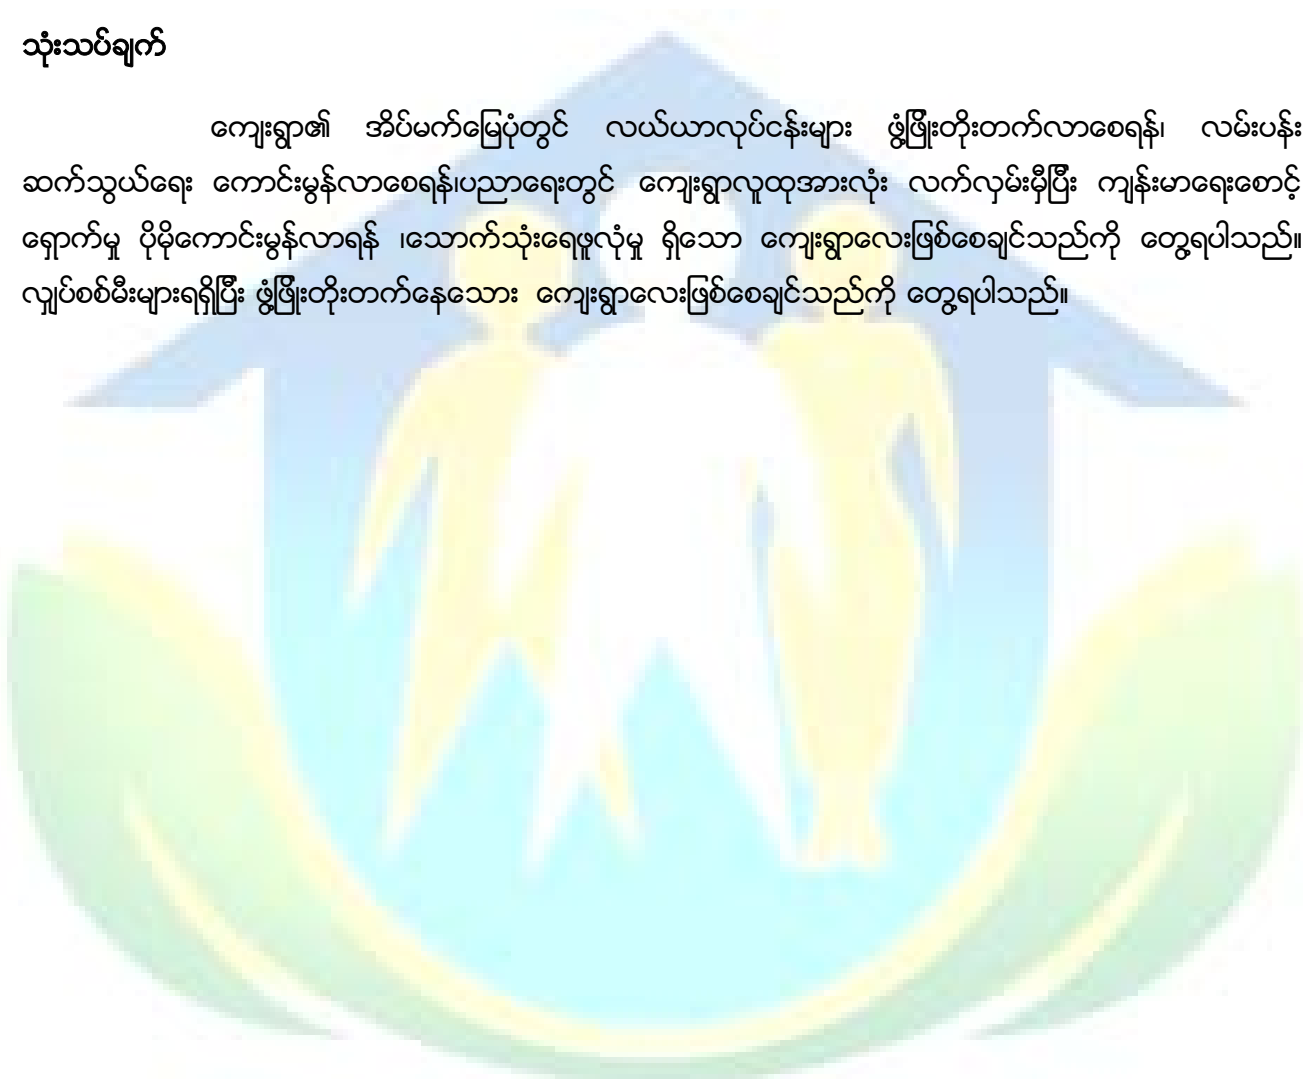 သုံးသပ်ချက်
ကျေးရွာ၏ အိပ်မက်မြေပုံတွင် လယ်ယာလုပ်ငန်းများ ဖွံ့ဖြိုးတိုးတက်လာစေရန်၊ လမ်းပန်း
ဆက်သွယ်ရေး ကောင်းမွန်လာစေရန်၊ပညာရေးတွင် ကျေးရွာလူထုအားလုံး လက်လှမ်းမှီပြီး ကျန်းမာရေးစောင့်
ရှောက်မှု ပိုမိုကောင်းမွန်လာရန် ၊သောက်သုံးရေဖူလုံမှု ရှိသော ကျေးရွာလေးဖြစ်စေချင်သည်ကို တွေ့ရပါသည်။
လျှပ်စစ်မီးများရရှိပြီး ဖွံ့ဖြိုးတိုးတက်နေသေား ကျေးရွာလေးဖြစ်စေချင်သည်ကို တွေ့ရပါသည်။